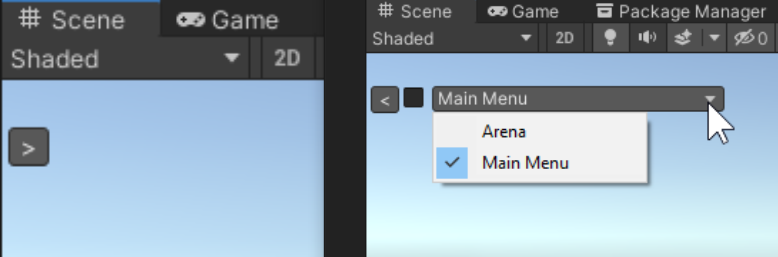 Scene Game
Shaded 2D
>
Scene Game Package Manager
Shaded 2D 0
< Main Menu
Arena
Main Menu